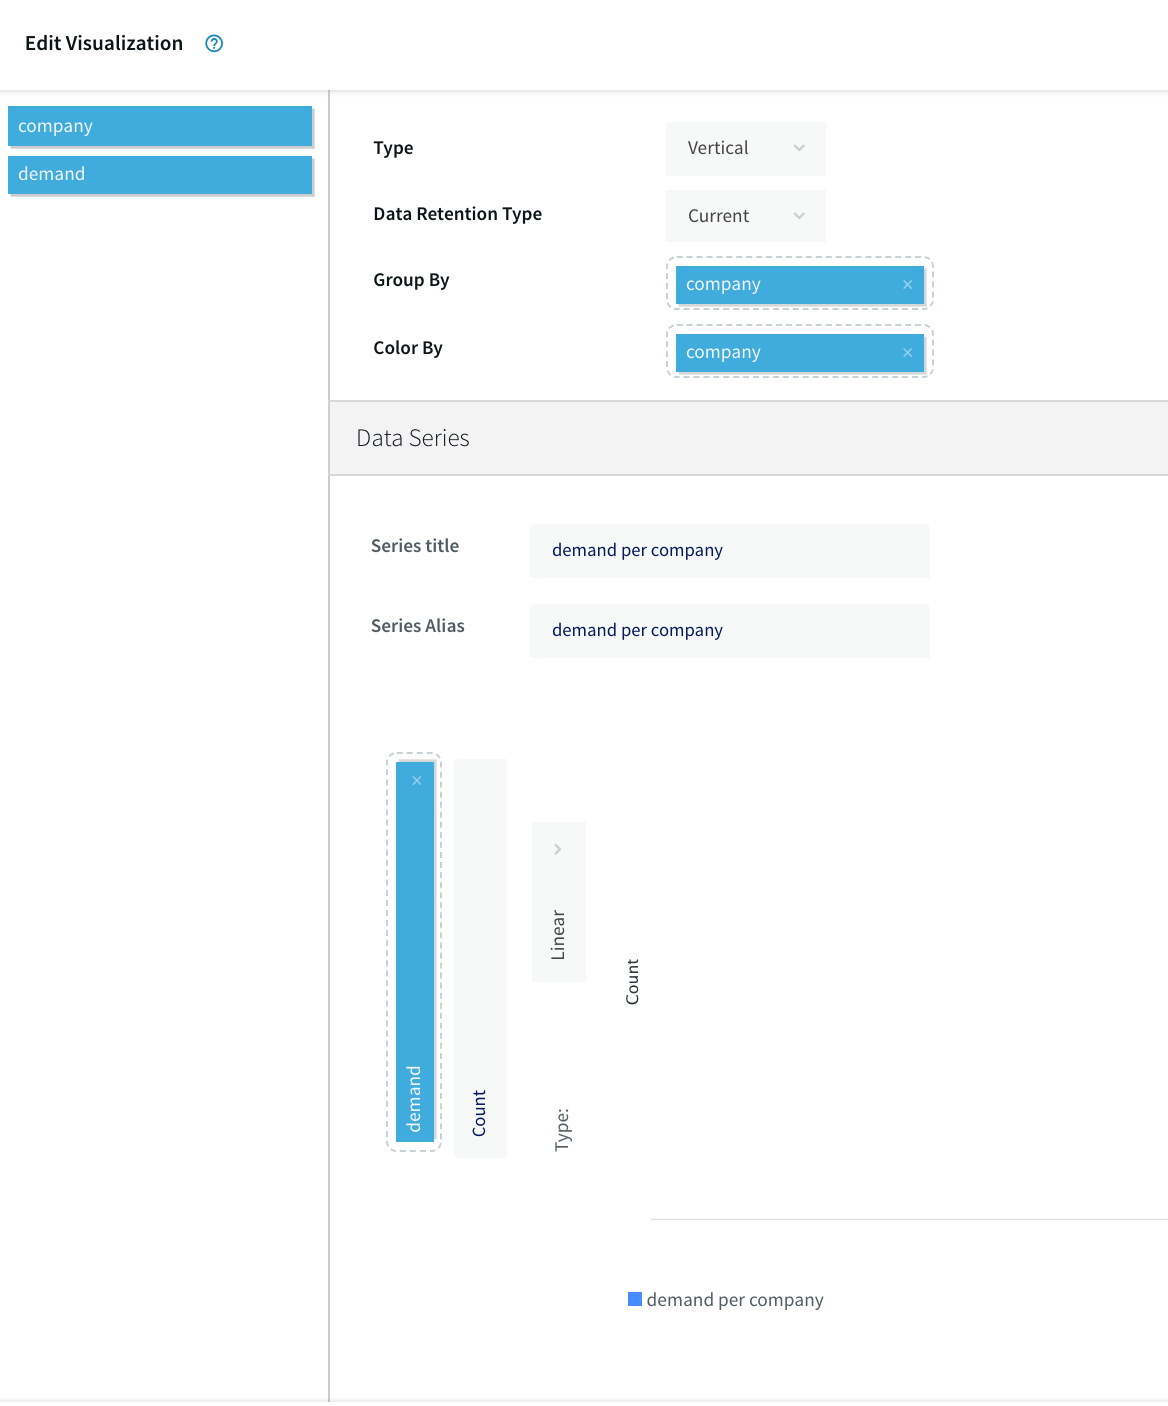 Edit Visualization
company
demand
Type
Vertical
Data Retention Type
Current
Group By
company
Color By
company
Data Series
Series title
demand per company
Series Alias
demand per company
demand
Count
Type:
Linear
Count
demand per company